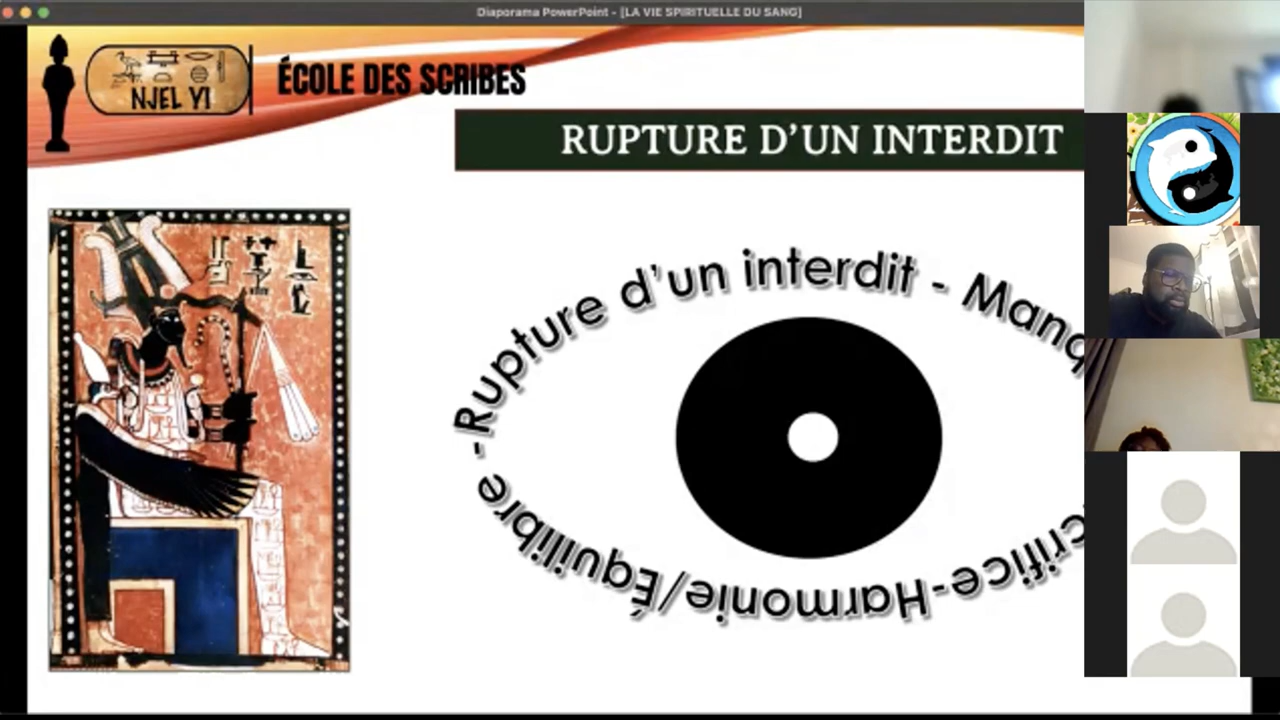 Diaporama PowerPoint - [LA VIE SPIRITUELLE DU SANG]
NJEL YI
ÉCOLE DES SCRIBES
RUPTURE D'UN INTERDIT
-Rupture d'un interdit - Manq
crifice-Harmonie/Équilibre